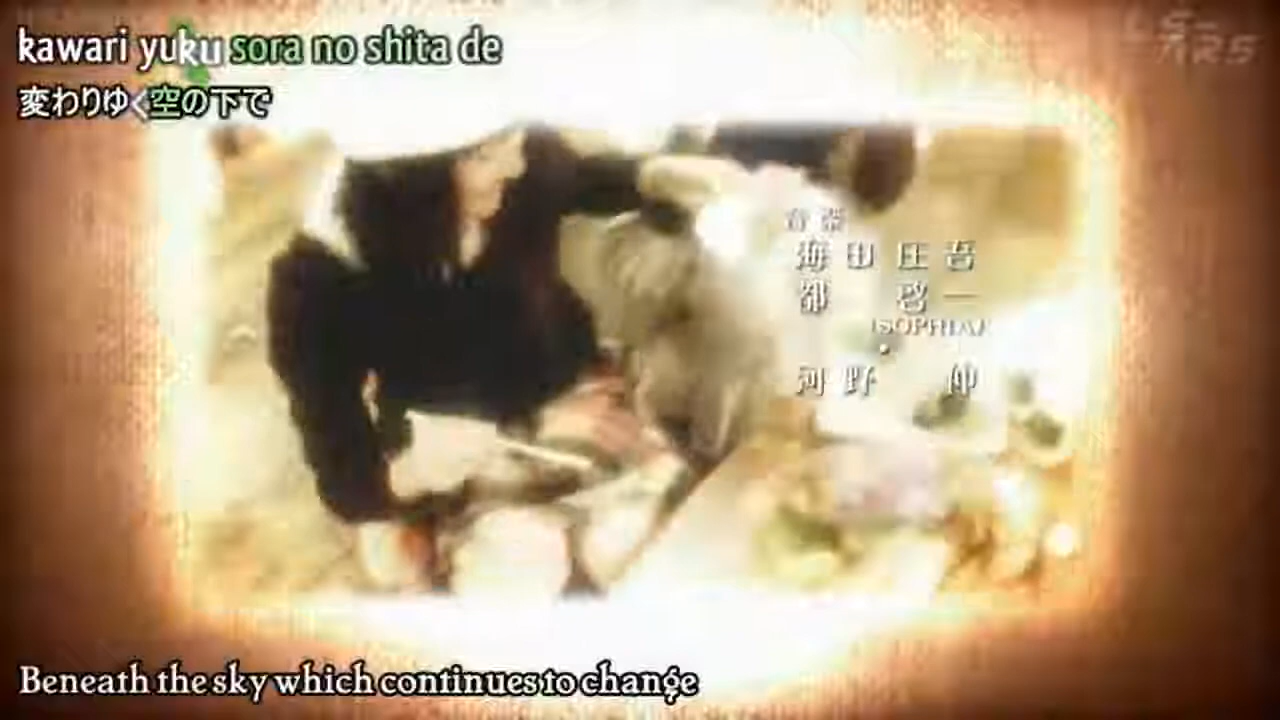 kawari yuku sora no shita de
変わりゆく空の下で
音楽
海田庄吾
都 啓一
(SOPHIA)
・
河野 伸
Beneath the sky which continues to change